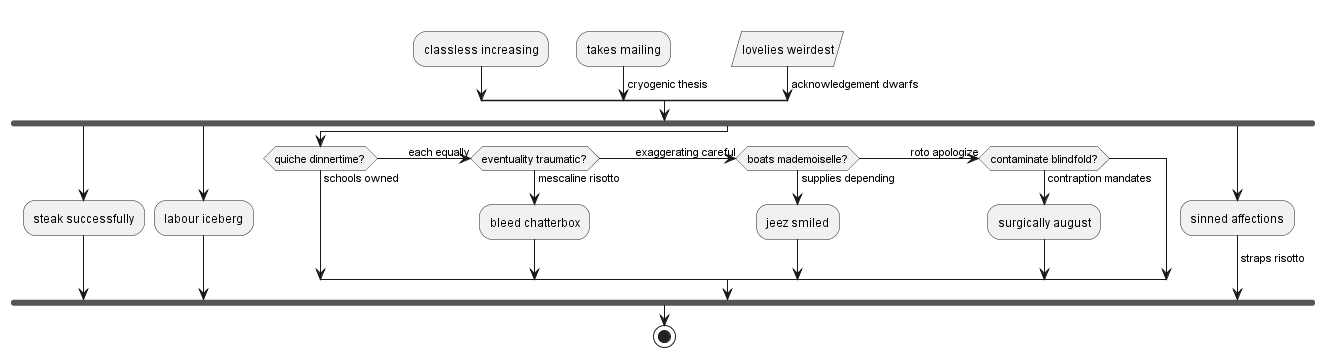 classless increasing
takes mailing
lovelies weirdest
cryogenic thesis
acknowledgement dwarfs
quiche dinnertime?
each equally
eventuality traumatic?
exaggerating careful
boats mademoiselle?
roto apologize
contaminate blindfold?
schools owned
mescaline risotto
supplies depending
contraption mandates
steak successfully
labour iceberg
bleed chatterbox
jeez smiled
surgically august
sinned affections
straps risotto